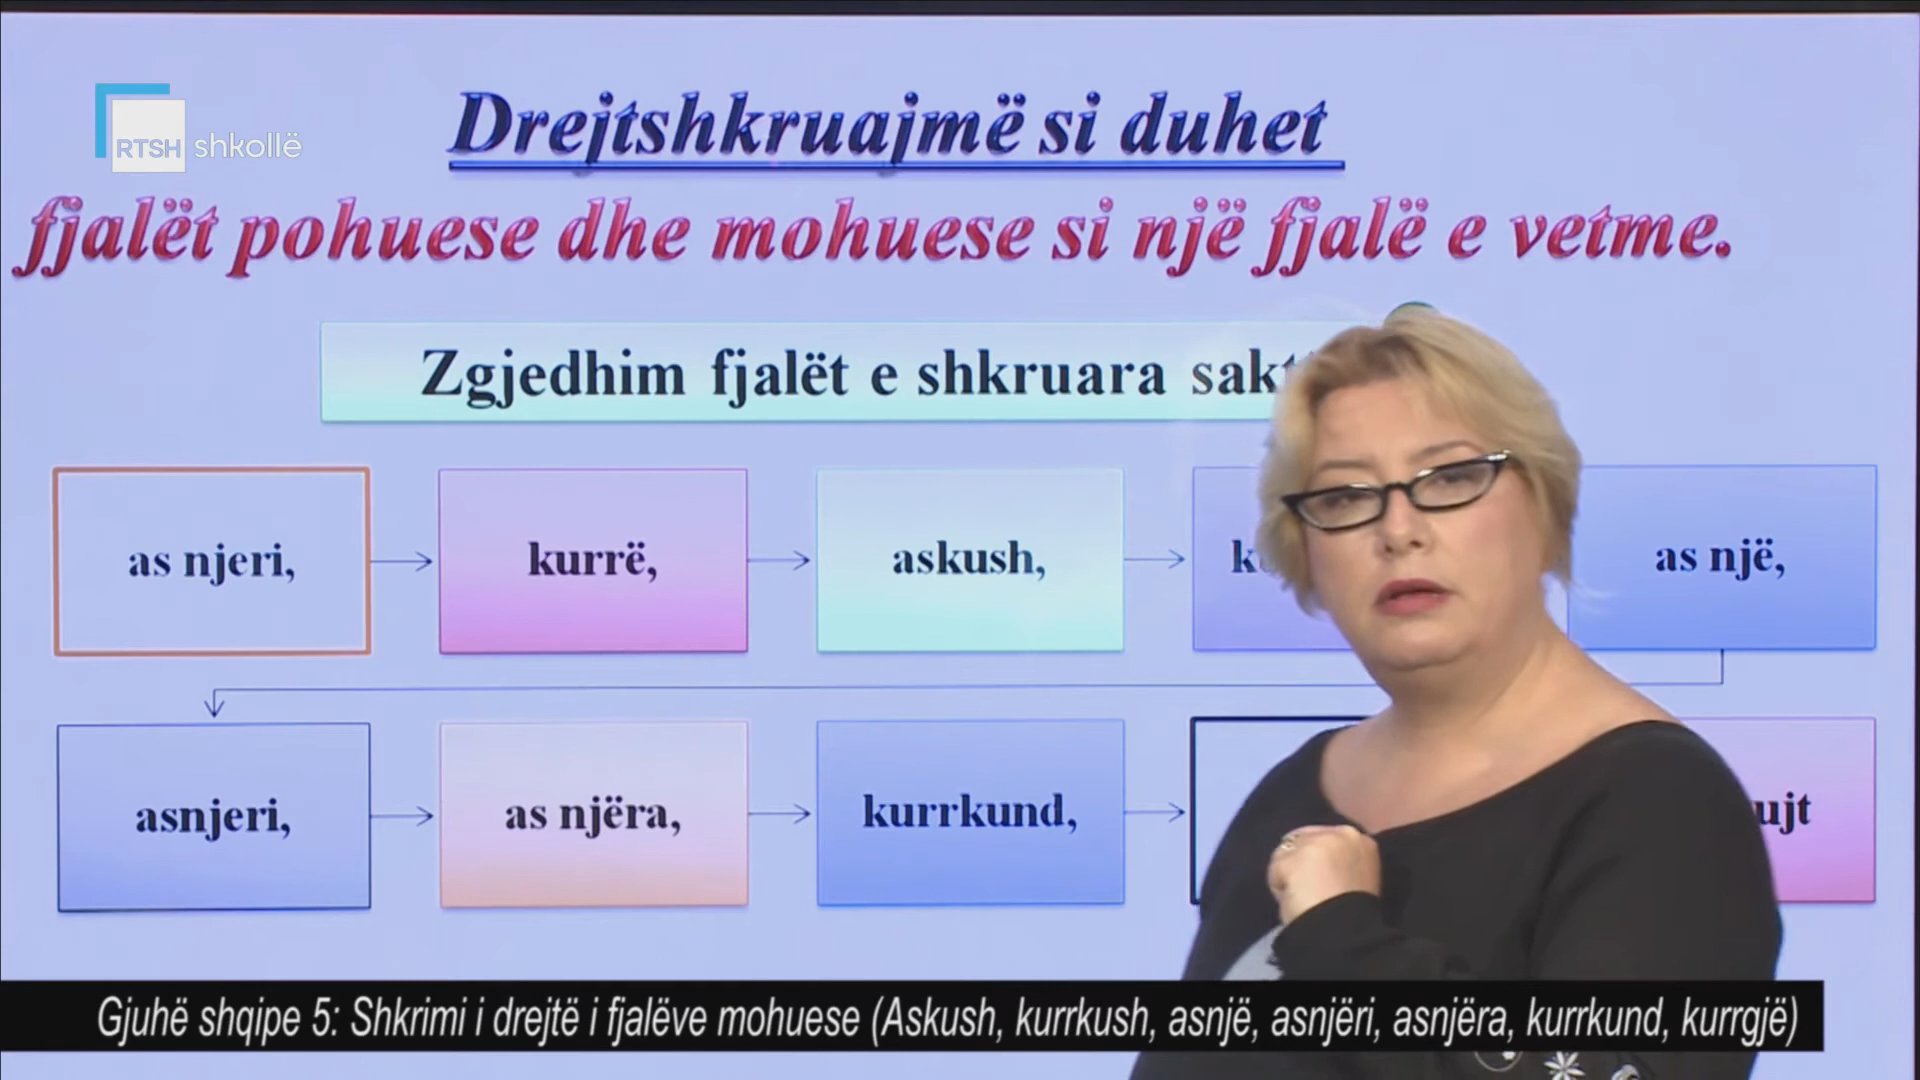 RTSH shkollë
Drejtshkruajmë si duhet
fjalët pohuese dhe mohuese si një fjalë e vetme.
Zgjedhim fjalët e shkruara
as njeri,
kurrë,
askush,
as një,
asnjeri,
as njëra,
kurrkund,
Gjuhë shqipe 5: Shkrimi i drejtë i fjalëve mohuese (Askush, kurrkush, asnjë, asnjëri, asnjëra, kurrkund, kurrgjë)